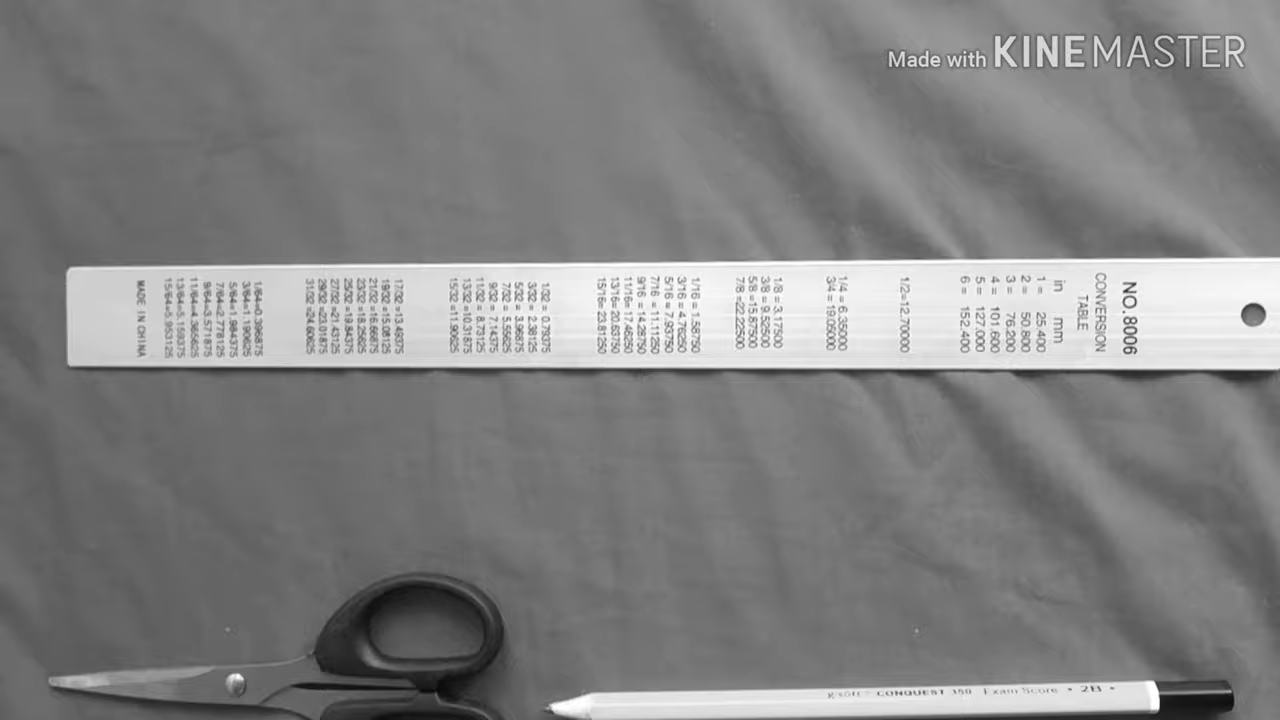 Made with KINEMASTER
NO.8006
CONVERSION
TABLE
in mm
1 = 25.400
2 = 50.800
3 = 76.200
4 = 101.600
5 = 127.000
6 = 152.400
1/2=12.70000
1/4 = 6.35000
3/4 = 19.05000
1/8 = 3.17500
3/8 = 9.52500
5/8 =15.87500
7/8 =22.22500
1/16 = 1.58750
3/16 = 4.76250
5/16 = 7.93750
7/16 = 11.11250
9/16 = 14.28750
11/16= 17.46250
13/16= 20.63750
15/16= 23.81250
1/32 = 0.79375
3/32 = 2.38125
5/32 = 3.96875
7/32 = 5.55625
9/32 = 7.14375
11/32 = 8.73125
13/32 =10.31875
15/32 =11.90625
17/32 =13.49375
19/32 =15.08125
21/32 =16.66875
23/32 =18.25625
25/32 =19.84375
27/32 =21.43125
29/32 =23.01875
31/32 =24.60625
1/64=0.396875
3/64=1.190625
5/64=1.984375
7/64=2.778125
9/64=3.571875
11/64=4.365625
13/64=5.159375
15/64=5.953125
MADE IN CHINA
CONQUEST 350 Exam Score • 2B •